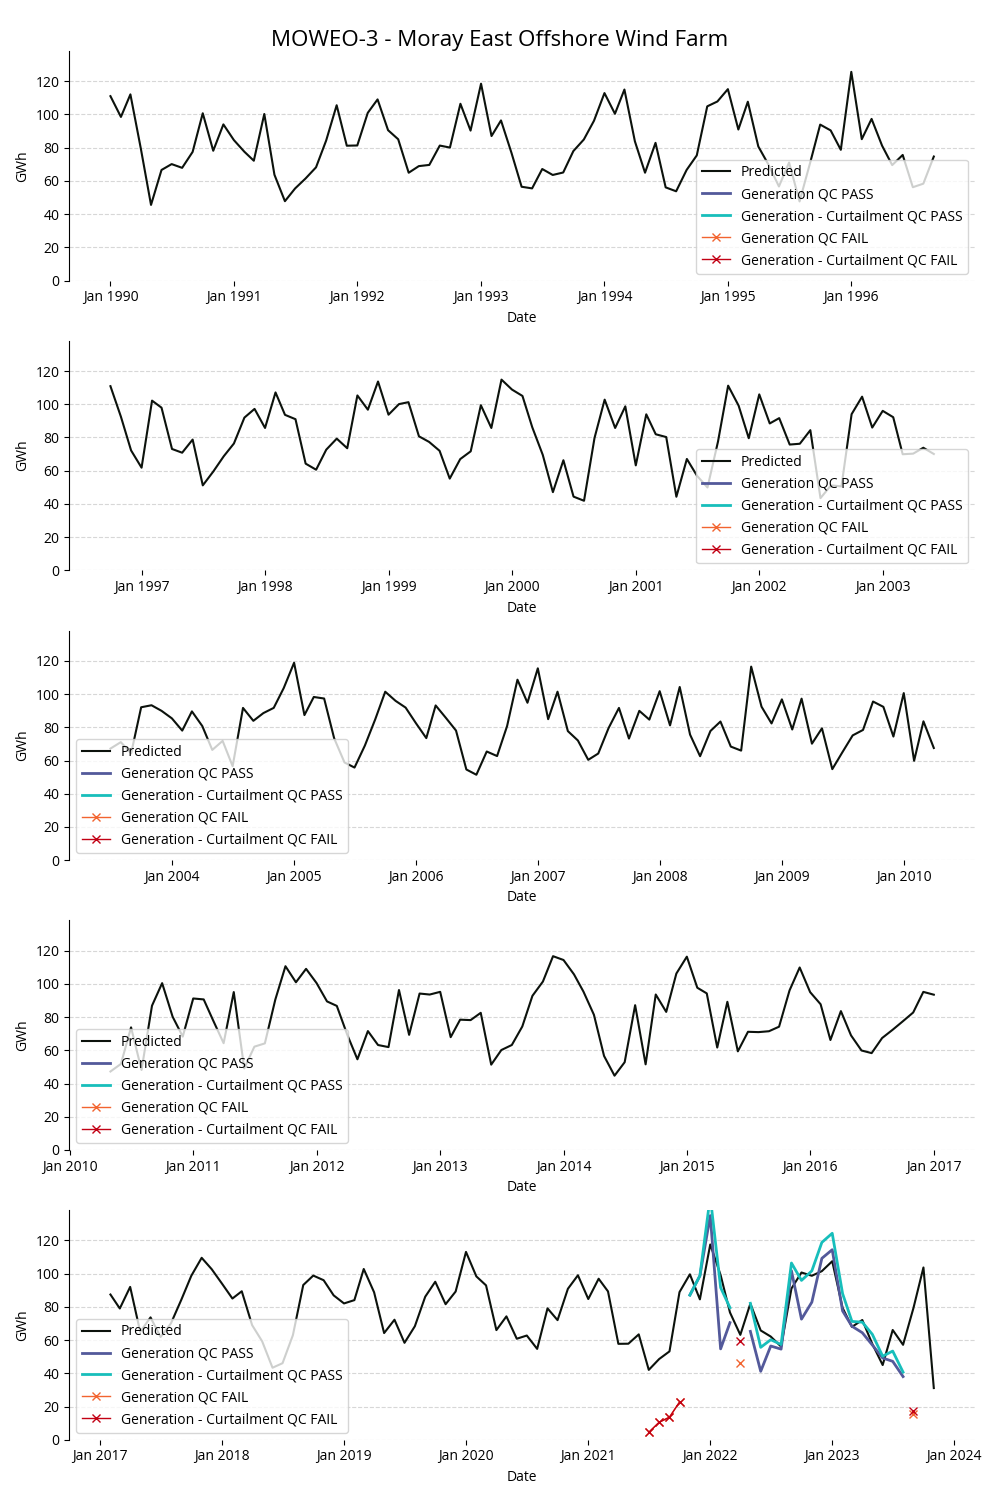 MOWEO-3 - Moray East Offshore Wind Farm
120
100
80
60
40
20
0
GWh
Predicted
Generation QC PASS
Generation - Curtailment QC PASS
Generation QC FAIL
Generation - Curtailment QC FAIL
Jan 1990 Jan 1991 Jan 1992 Jan 1993 Jan 1994 Jan 1995 Jan 1996
Date
120
100
80
60
40
20
0
GWh
Predicted
Generation QC PASS
Generation - Curtailment QC PASS
Generation QC FAIL
Generation - Curtailment QC FAIL
Jan 1997 Jan 1998 Jan 1999 Jan 2000 Jan 2001 Jan 2002 Jan 2003
Date
120
100
80
60
40
20
0
GWh
Predicted
Generation QC PASS
Generation - Curtailment QC PASS
Generation QC FAIL
Generation - Curtailment QC FAIL
Jan 2004 Jan 2005 Jan 2006 Jan 2007 Jan 2008 Jan 2009 Jan 2010
Date
120
100
80
60
40
20
0
GWh
Predicted
Generation QC PASS
Generation - Curtailment QC PASS
Generation QC FAIL
Generation - Curtailment QC FAIL
Jan 2010 Jan 2011 Jan 2012 Jan 2013 Jan 2014 Jan 2015 Jan 2016 Jan 2017
Date
120
100
80
60
40
20
0
GWh
Predicted
Generation QC PASS
Generation - Curtailment QC PASS
Generation QC FAIL
Generation - Curtailment QC FAIL
Jan 2017 Jan 2018 Jan 2019 Jan 2020 Jan 2021 Jan 2022 Jan 2023 Jan 2024
Date